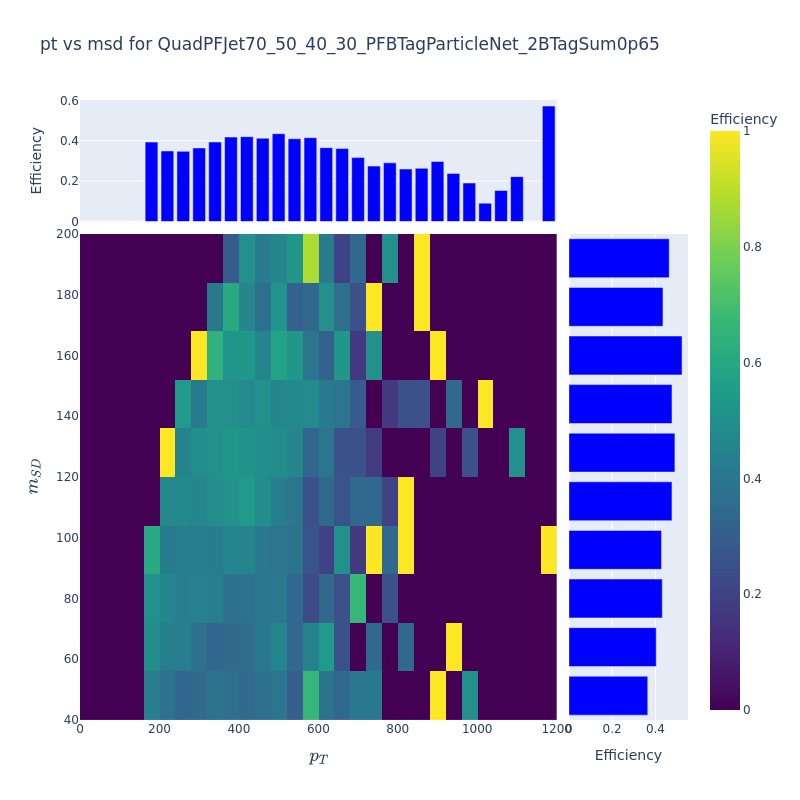 pt vs msd for QuadPFJet70_50_40_30_PFBTagParticleNet_2BTagSum0p65
0.6
0.4
0.2
0
Efficiency
Efficiency
1
0.8
0.6
0.4
0.2
0
200
180
160
140
120
100
80
60
40
m_SD
0 200 400 600 800 1000 1200
p_T
0 0.2 0.4
Efficiency